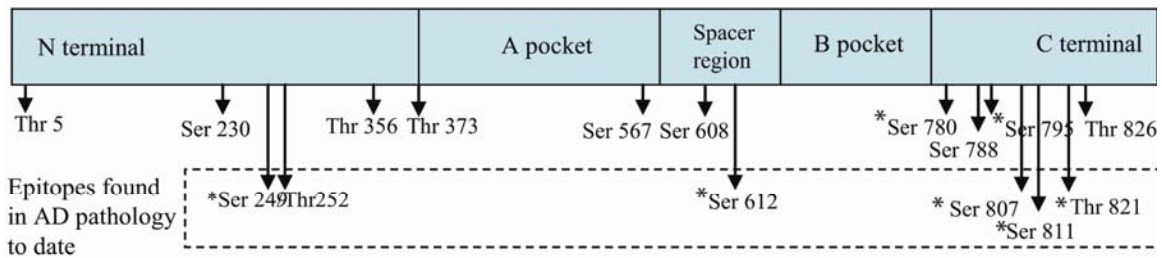 N terminal
A pocket
Spacer
region
B pocket
C terminal
Thr 5
Ser 230
Thr 356
Thr 373
Ser 567
Ser 608
*Ser 780
Ser 788
*Ser 795
Thr 826
Epitopes found
in AD pathology
to date
*Ser 249/Thr252
*Ser 612
* Ser 807
*Ser 811
*Thr 821